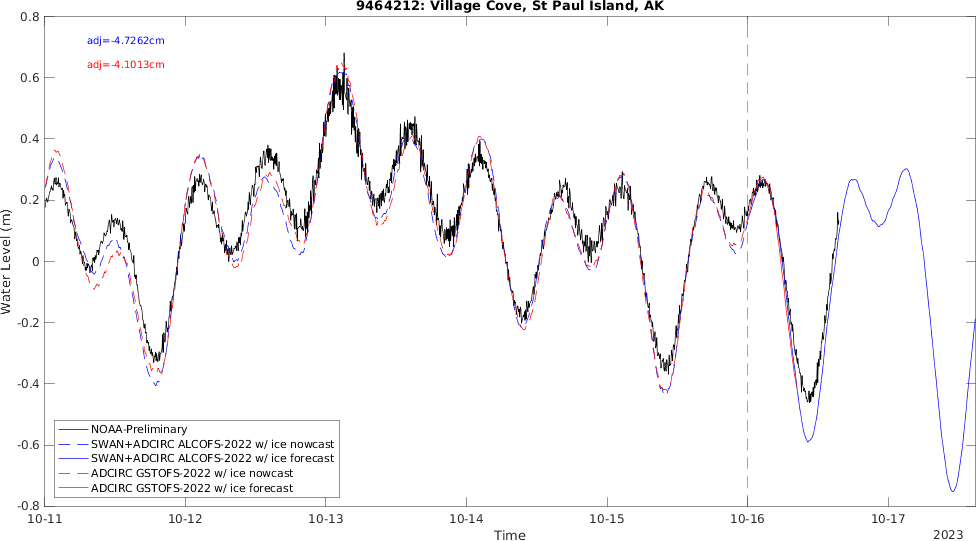 9464212: Village Cove, St Paul Island, AK
adj=-4.7262cm
adj=-4.1013cm
Water Level (m)
0.8
0.6
0.4
0.2
0
-0.2
-0.4
-0.6
-0.8
NOAA-Preliminary
SWAN+ADCIRC ALCOFS-2022 w/ ice nowcast
SWAN+ADCIRC ALCOFS-2022 w/ ice forecast
ADCIRC GSTOFS-2022 w/ ice nowcast
ADCIRC GSTOFS-2022 w/ ice forecast
10-11 10-12 10-13 10-14 10-15 10-16 10-17
Time
2023